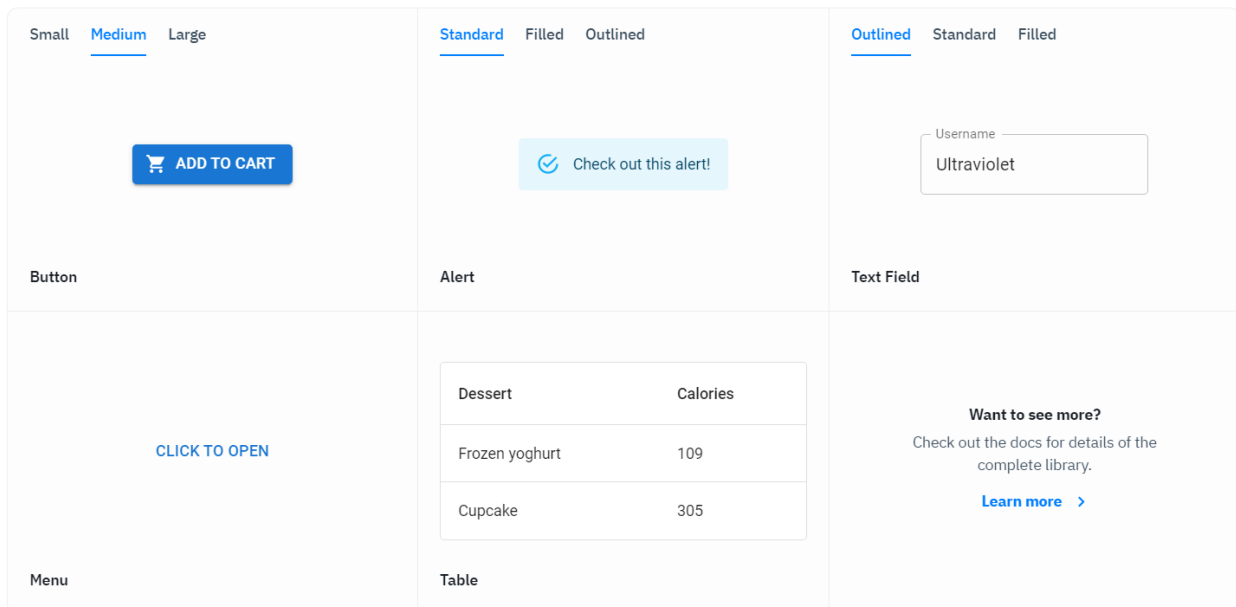 Small Medium Large
ADD TO CART
Button
Standard Filled Outlined
Check out this alert!
Alert
Outlined Standard Filled
Username
Ultraviolet
Text Field
CLICK TO OPEN
Menu
Dessert Calories
Frozen yoghurt 109
Cupcake 305
Table
Want to see more?
Check out the docs for details of the
complete library.
Learn more